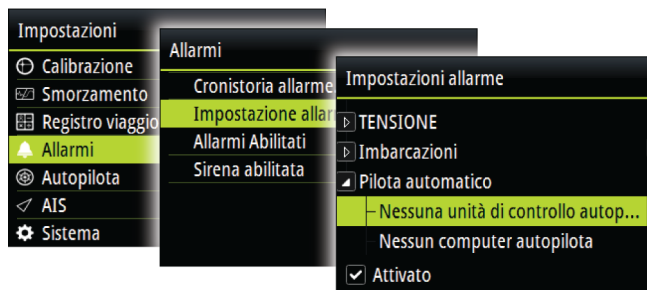 Impostazioni
Calibrazione
Smorzamento
Registro viaggio
Allarmi
Autopilota
AIS
Sistema
Allarmi
Cronistoria allarme
Impostazione allar
Allarmi Abilitati
Sirena abilitata
Impostazioni allarme
TENSIONE
Imbarcazioni
Pilota automatico
Nessuna unità di controllo autop...
Nessun computer autopilota
Attivato